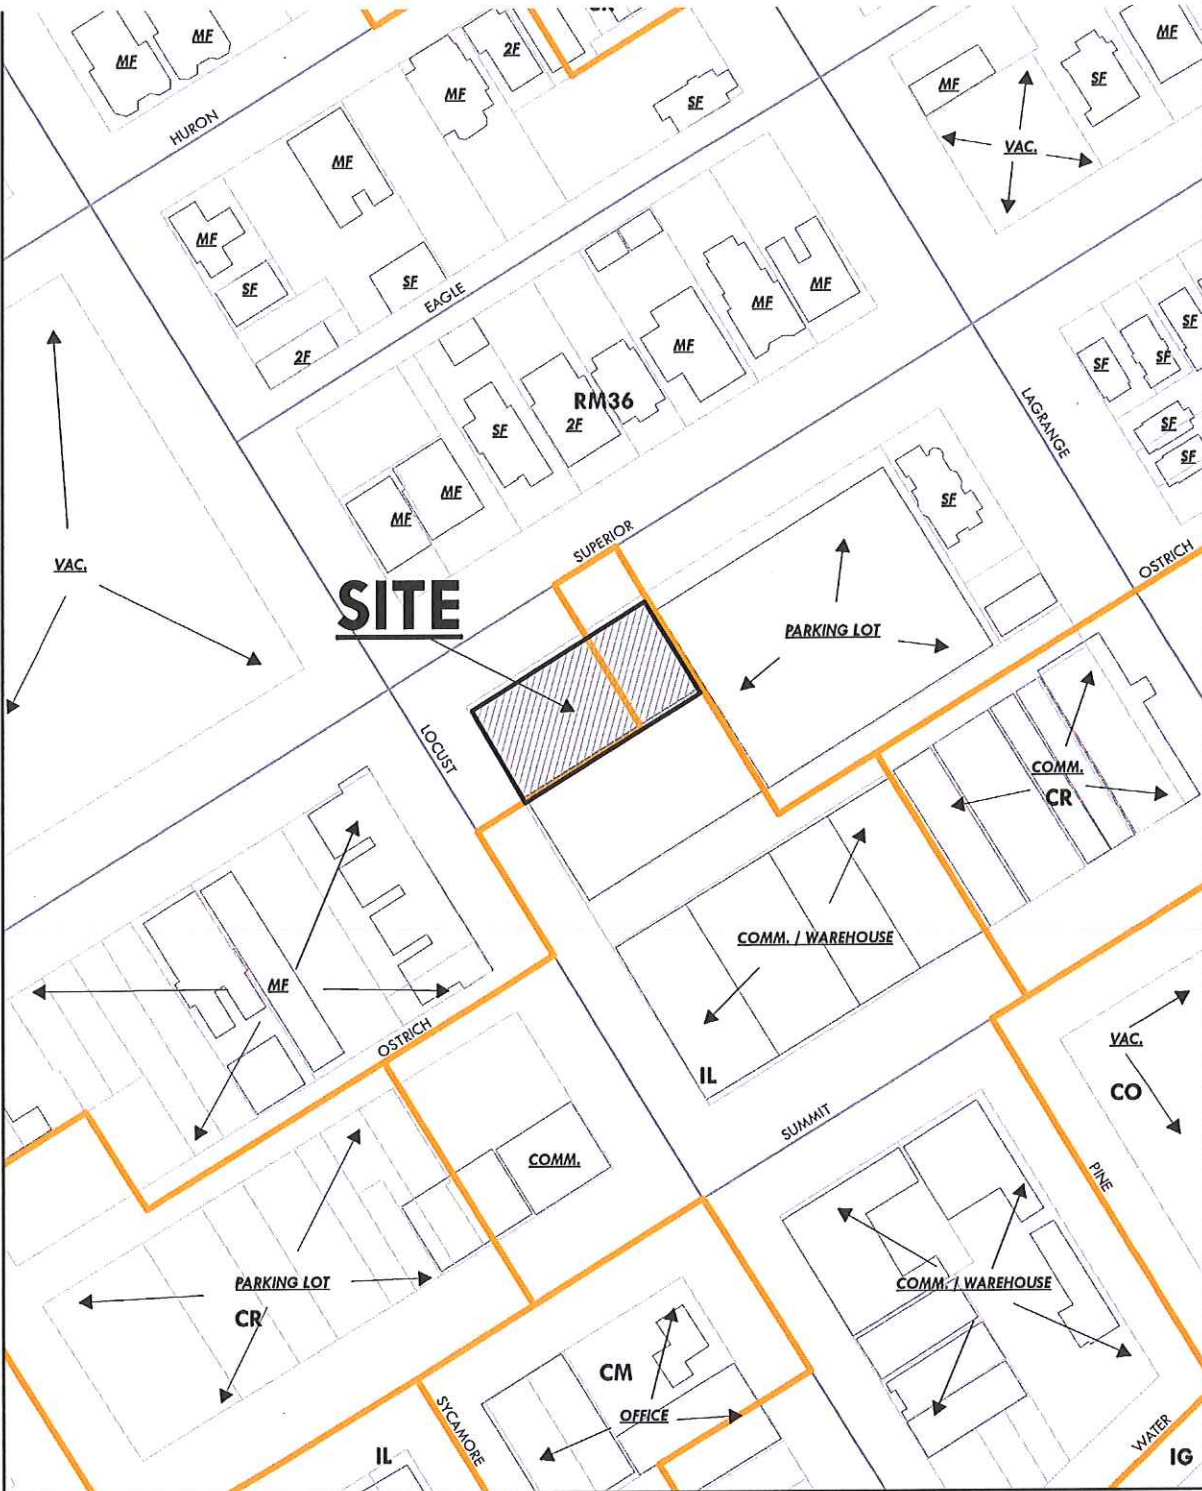 MF
MF
2F
MF
SF
MF
SF
MF
VAC.
HURON
MF
MF
SF
SF
EAGLE
2F
MF
MF
MF
SF
SF
SF
SF
SF
RM36
2F
SF
LAGRANGE
MF
MF
SF
VAC.
SUPERIOR
OSTRICH
SITE
PARKING LOT
LOCUST
COMM.
CR
COMM. / WAREHOUSE
MF
OSTRICH
IL
VAC.
CO
SUMMIT
COMM.
PINE
PARKING LOT
CR
COMM. / WAREHOUSE
CM
OFFICE
SYCAMORE
WATER
IL
IG